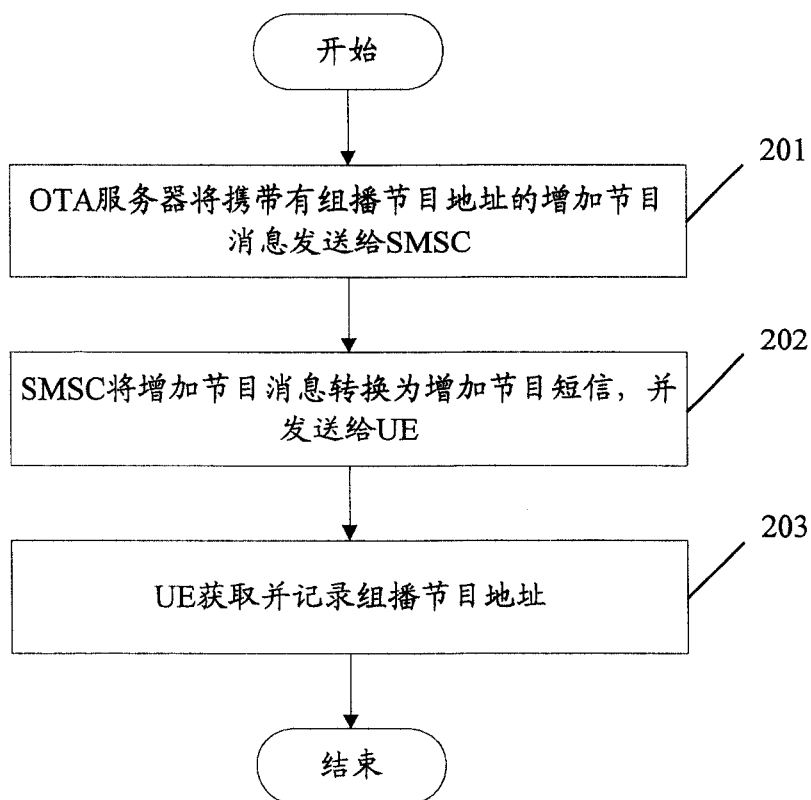 开始
201
OTA服务器将携带有组播节目地址的增加节目
消息发送给SMSC
202
SMSC将增加节目消息转换为增加节目短信，并
发送给UE
203
UE获取并记录组播节目地址
结束